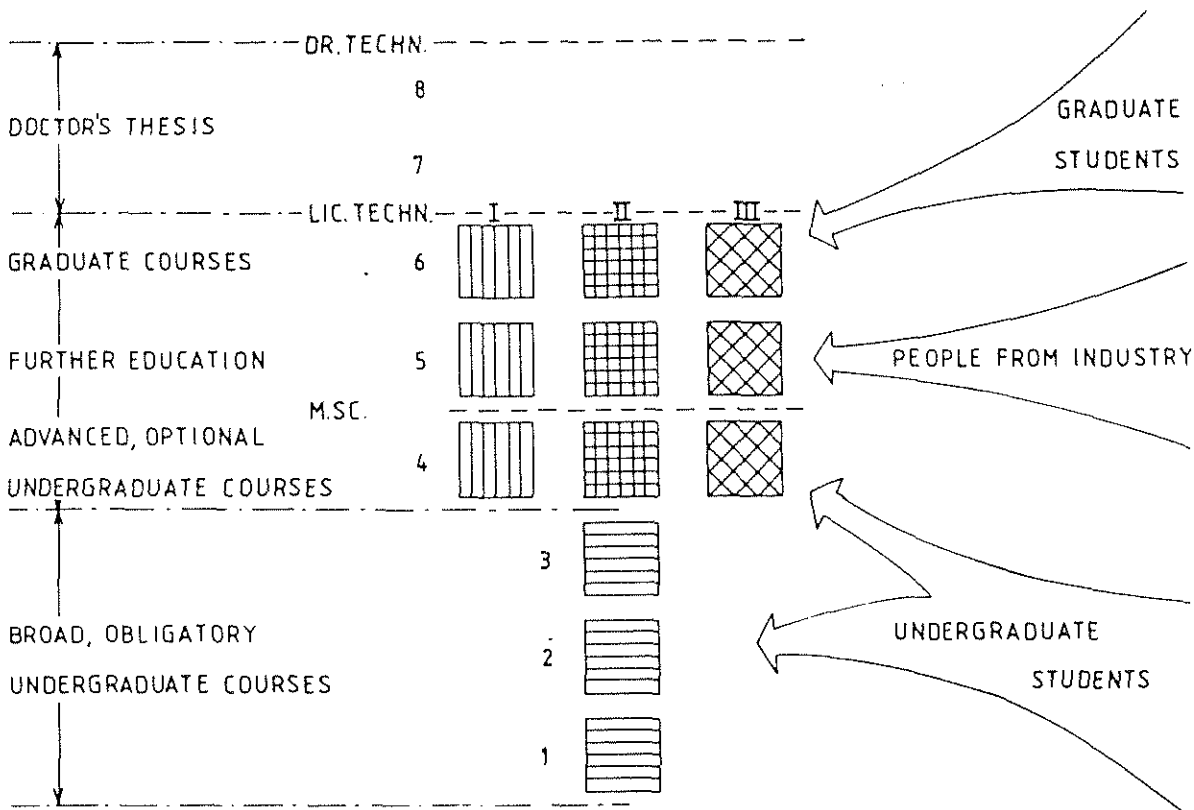 DR. TECHN.
8
DOCTOR'S THESIS
7
GRADUATE
STUDENTS
LIC. TECHN.
I
II
III
GRADUATE COURSES
6
FURTHER EDUCATION
5
PEOPLE FROM INDUSTRY
M.SC.
ADVANCED, OPTIONAL
UNDERGRADUATE COURSES
4
3
BROAD, OBLIGATORY
UNDERGRADUATE COURSES
2
UNDERGRADUATE
STUDENTS
1